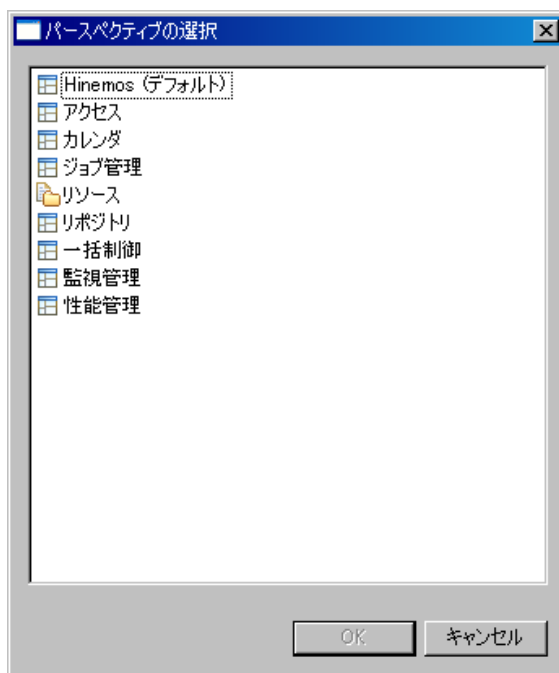 パースペクティブの選択
Hinemos (デフォルト)
アクセス
カレンダ
ジョブ管理
リソース
リポジトリ
一括制御
監視管理
性能管理
OK
キャンセル